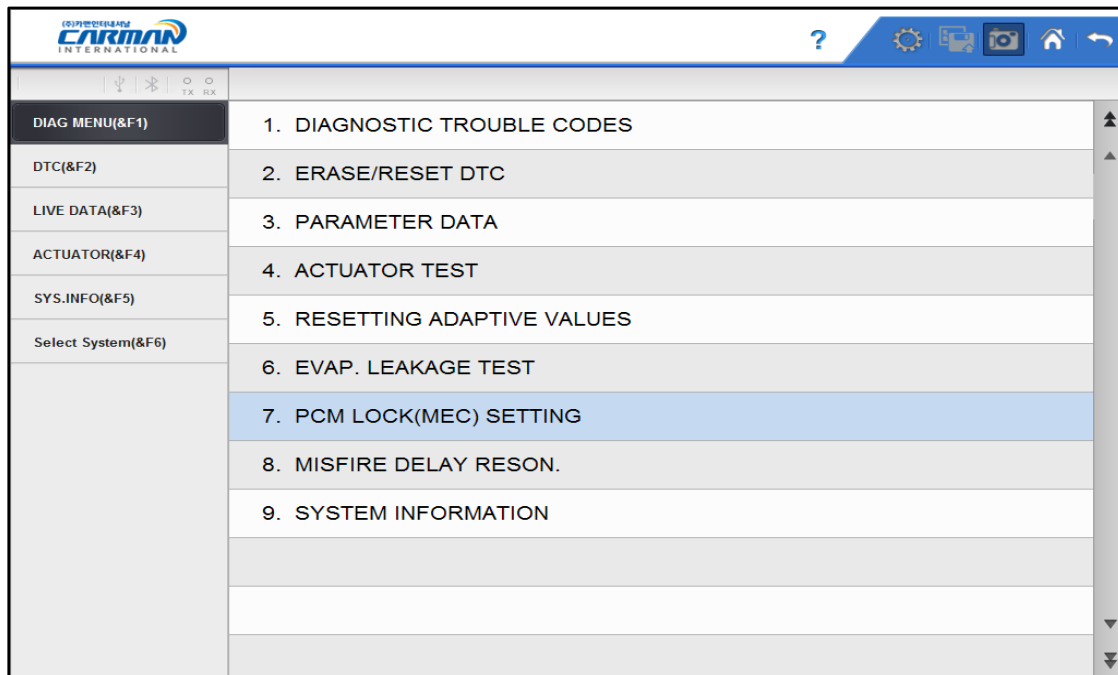 (주)카맨인터내셔날
CARMAN
INTERNATIONAL
?
TX RX
DIAG MENU(&F1)
DTC(&F2)
LIVE DATA(&F3)
ACTUATOR(&F4)
SYS.INFO(&F5)
Select System(&F6)
1. DIAGNOSTIC TROUBLE CODES
2. ERASE/RESET DTC
3. PARAMETER DATA
4. ACTUATOR TEST
5. RESETTING ADAPTIVE VALUES
6. EVAP. LEAKAGE TEST
7. PCM LOCK(MEC) SETTING
8. MISFIRE DELAY RESON.
9. SYSTEM INFORMATION